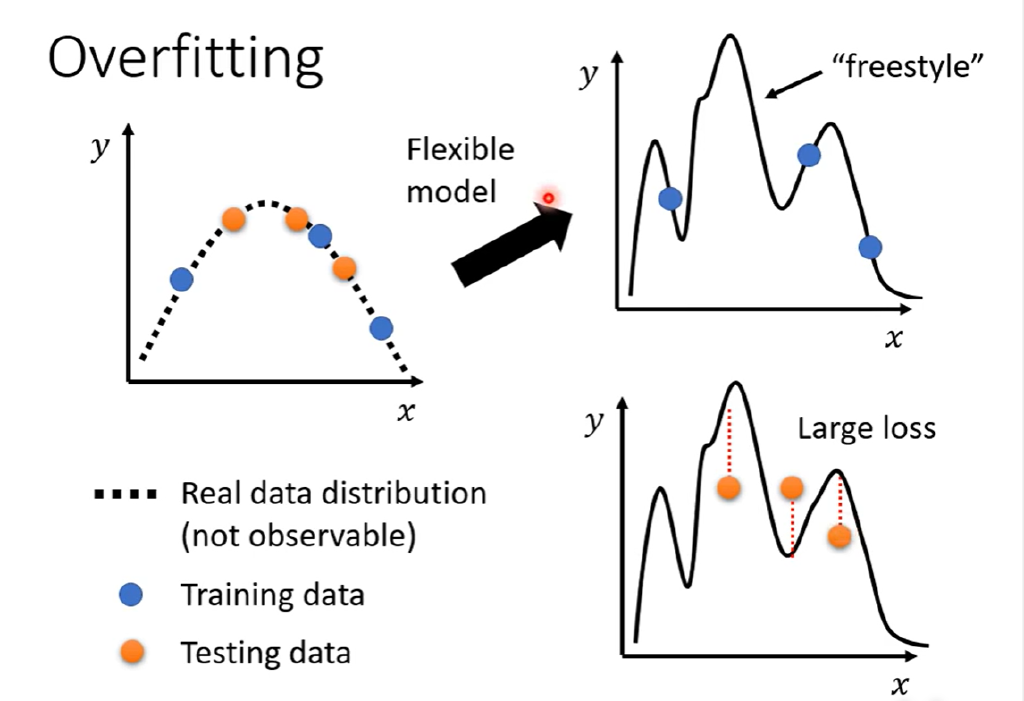 Overfitting
y
x
Flexible
model
y
"freestyle"
x
Real data distribution
(not observable)
Training data
Testing data
y
Large loss
x